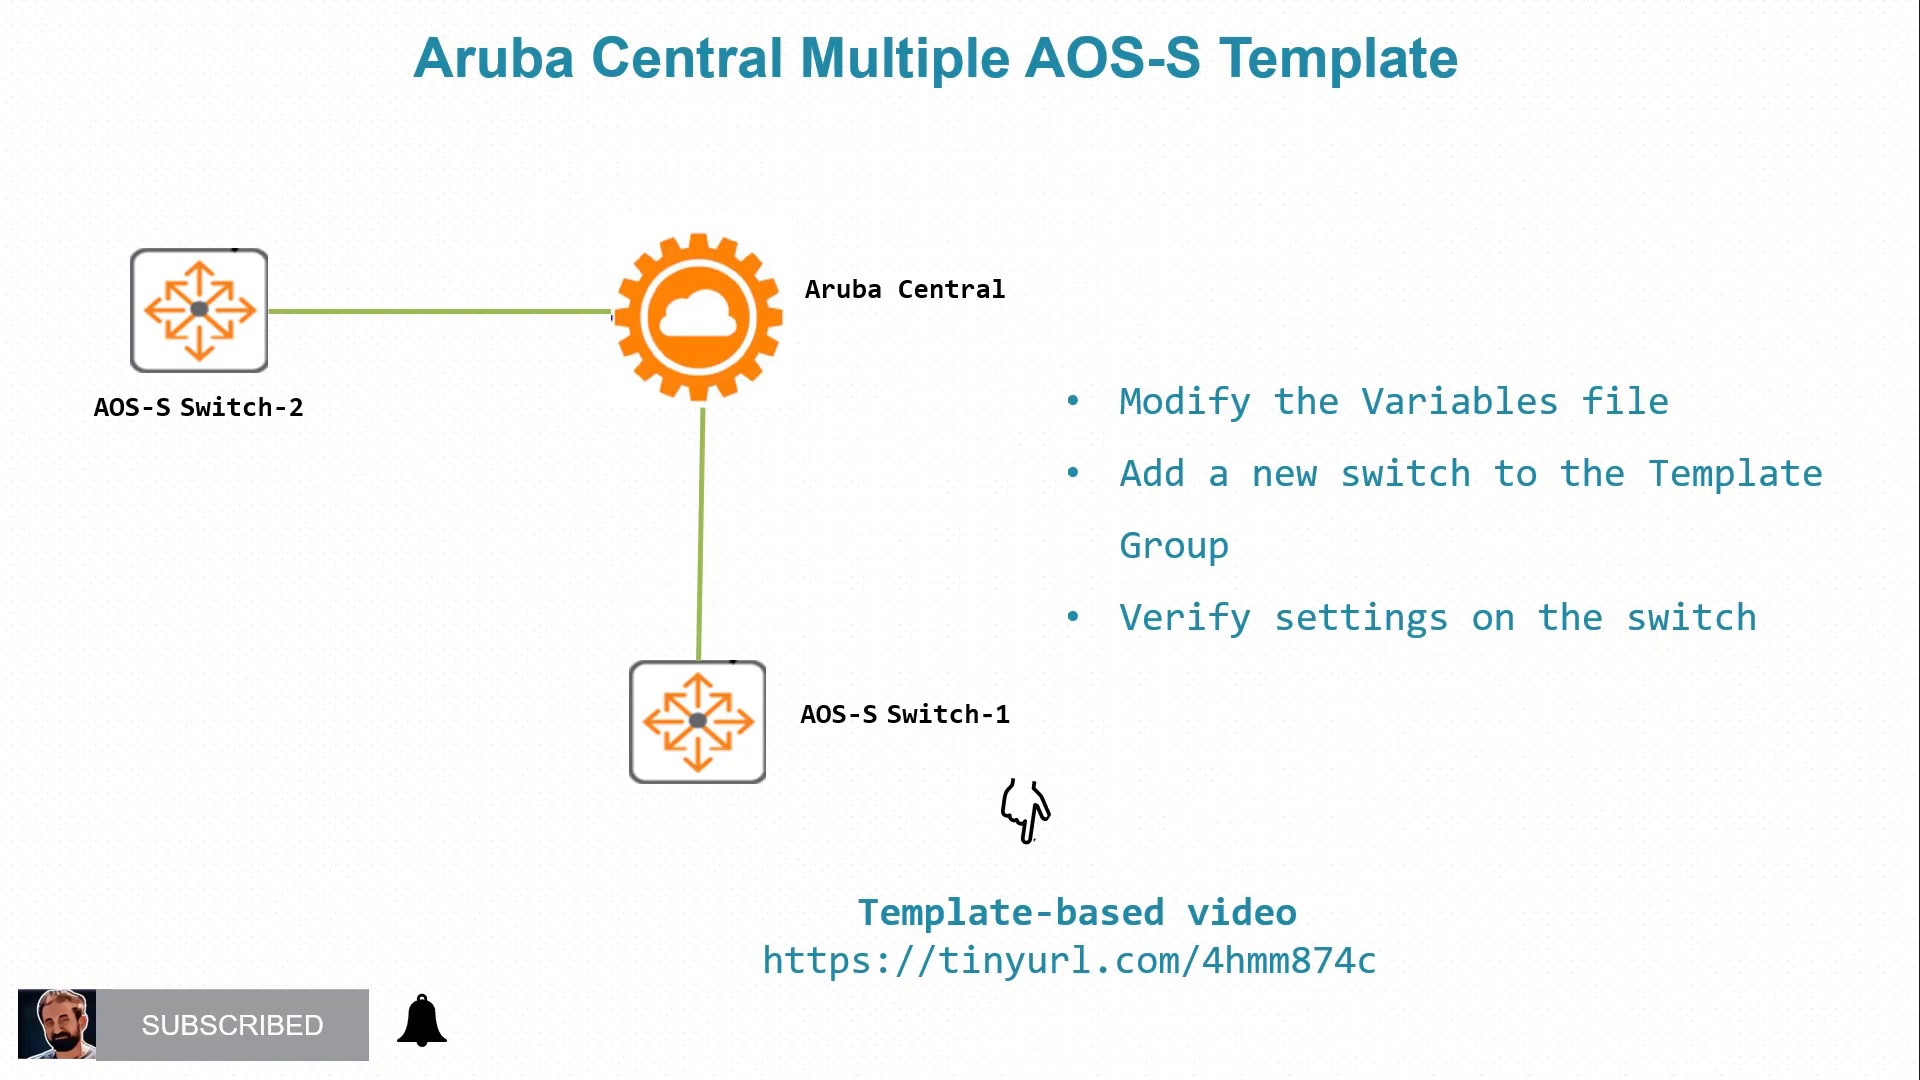 Aruba Central Multiple AOS-S Template
Aruba Central
AOS-S Switch-2
• Modify the Variables file
• Add a new switch to the Template
Group
• Verify settings on the switch
AOS-S Switch-1
Template-based video
https://tinyurl.com/4hmm874c
SUBSCRIBED